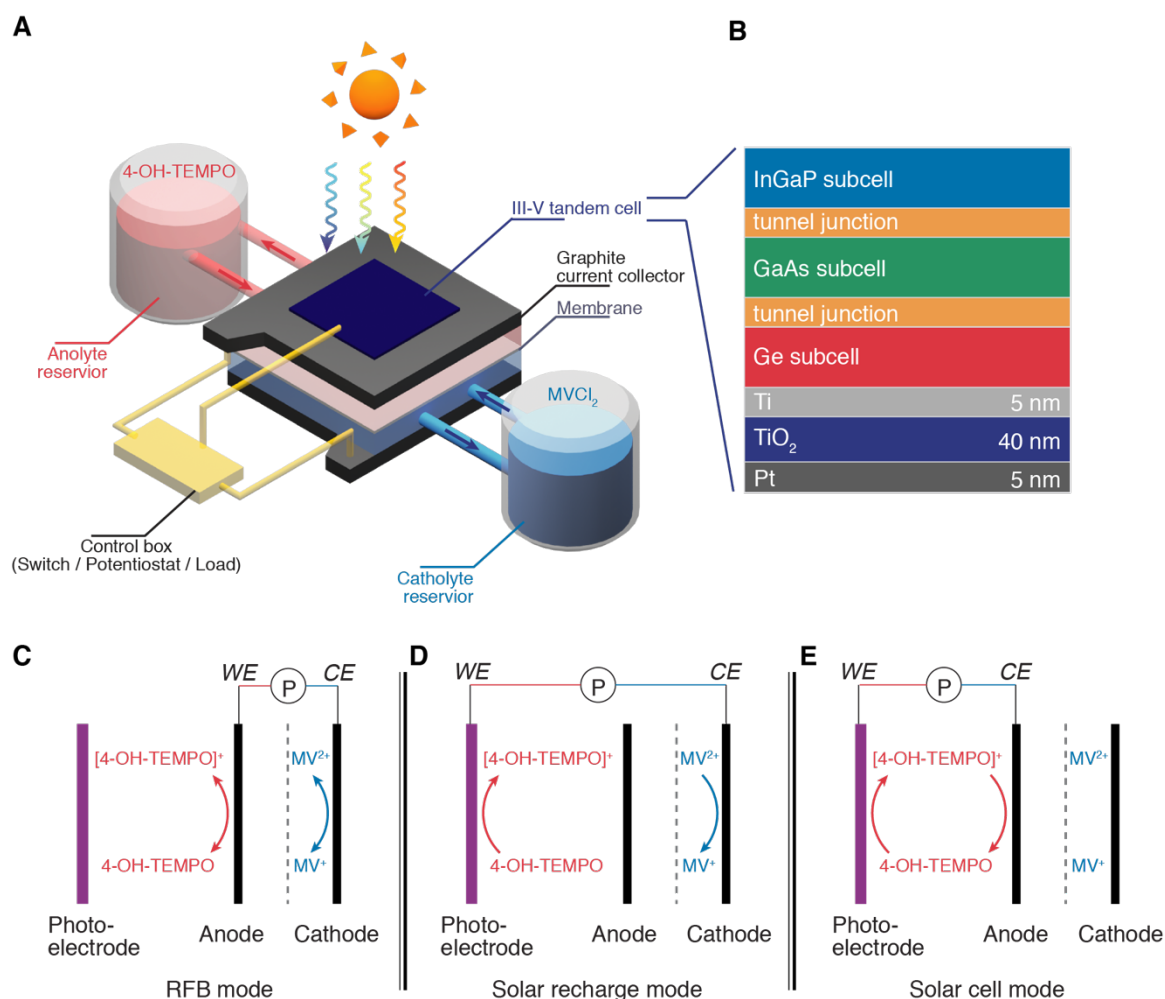 A
4-OH-TEMPO
III-V tandem cell
Graphite
current collector
Membrane
Anolyte
reservior
MVCl₂
Control box
(Switch / Potentiostat / Load)
Catholyte
reservior
B
InGaP subcell
tunnel junction
GaAs subcell
tunnel junction
Ge subcell
Ti 5 nm
TiO₂ 40 nm
Pt 5 nm
C
WE P CE
[4-OH-TEMPO]⁺ MV²⁺
4-OH-TEMPO MV⁺
Photo-
electrode
Anode
Cathode
RFB mode
D
WE P CE
[4-OH-TEMPO]⁺ MV²⁺
4-OH-TEMPO MV⁺
Photo-
electrode
Anode
Cathode
Solar recharge mode
E
WE P CE
[4-OH-TEMPO]⁺ MV²⁺
4-OH-TEMPO MV⁺
Photo-
electrode
Anode
Cathode
Solar cell mode